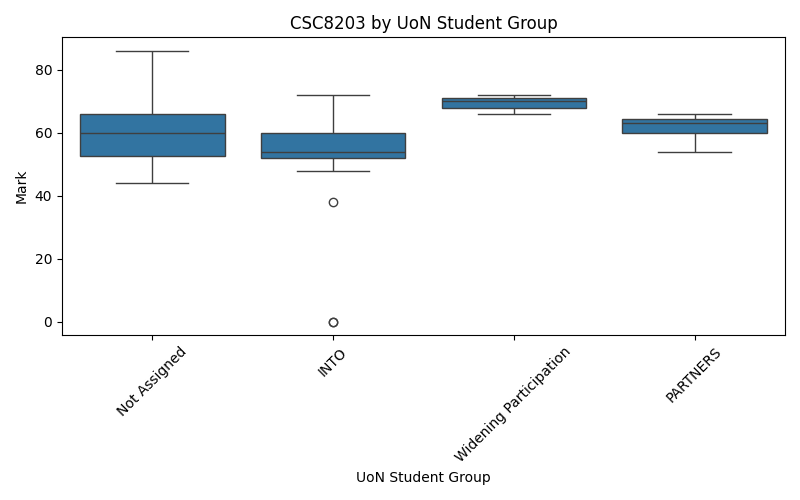 CSC8203 by UoN Student Group
Mark
80
60
40
20
0
Not Assigned
INTO
Widening Participation
PARTNERS
UoN Student Group